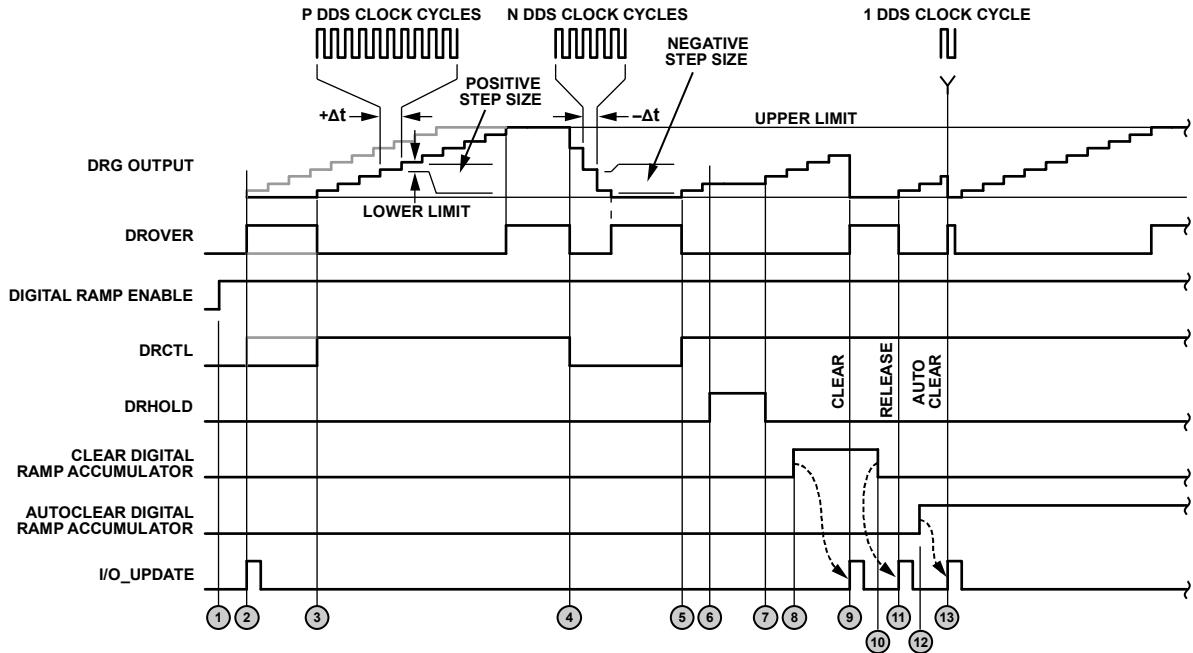 P DDS CLOCK CYCLES
N DDS CLOCK CYCLES
1 DDS CLOCK CYCLE
NEGATIVE
STEP SIZE
POSITIVE
STEP SIZE
+Δt
–Δt
UPPER LIMIT
DRG OUTPUT
LOWER LIMIT
DROVER
DIGITAL RAMP ENABLE
DRCTL
CLEAR
RELEASE
AUTO
CLEAR
DRHOLD
CLEAR DIGITAL
RAMP ACCUMULATOR
AUTOCLEAR DIGITAL
RAMP ACCUMULATOR
I/O_UPDATE
1 2 3 4 5 6 7 8 9 11 13
10 12